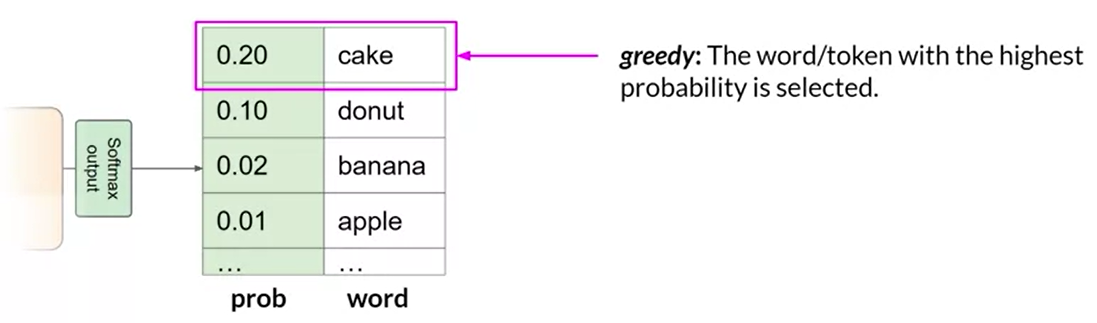 0.20 cake
greedy: The word/token with the highest
probability is selected.
0.10 donut
Softmax
output
0.02 banana
0.01 apple
... ...
prob word